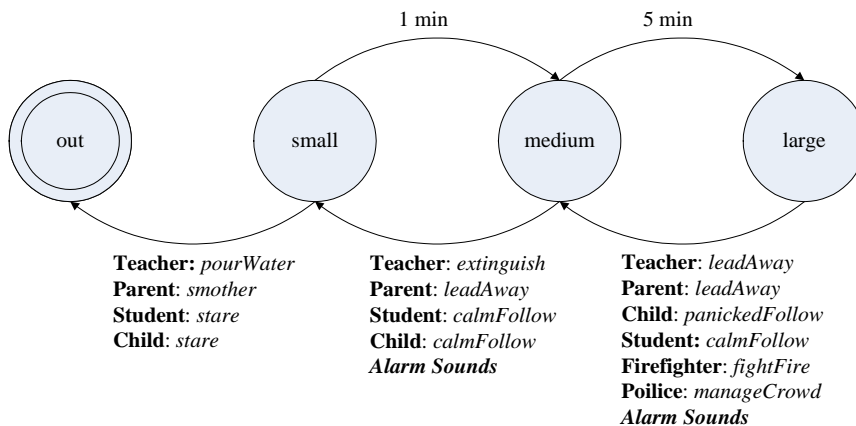 1 min
5 min
out
small
medium
large
Teacher: pourWater
Parent: smother
Student: stare
Child: stare
Teacher: extinguish
Parent: leadAway
Student: calmFollow
Child: calmFollow
Alarm Sounds
Teacher: leadAway
Parent: leadAway
Child: panickedFollow
Student: calmFollow
Firefighter: fightFire
Poilice: manageCrowd
Alarm Sounds